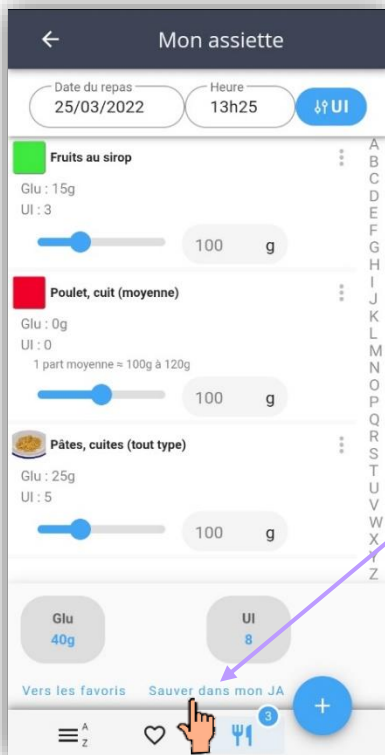 Mon assiette
Date du repas
Heure
25/03/2022
13h25
UI
Fruits au sirop
Glu : 15g
UI : 3
100 g
Poulet, cuit (moyenne)
Glu : 0g
UI : 0
1 part moyenne = 100g à 120g
100 g
Pâtes, cuites (tout type)
Glu : 25g
UI : 5
100 g
A
B
C
D
E
F
G
H
I
J
K
L
M
N
O
P
Q
R
S
T
U
V
W
X
Y
Z
Glu
40g
UI
8
Vers les favoris
Sauver dans mon JA
+
A
Z
3